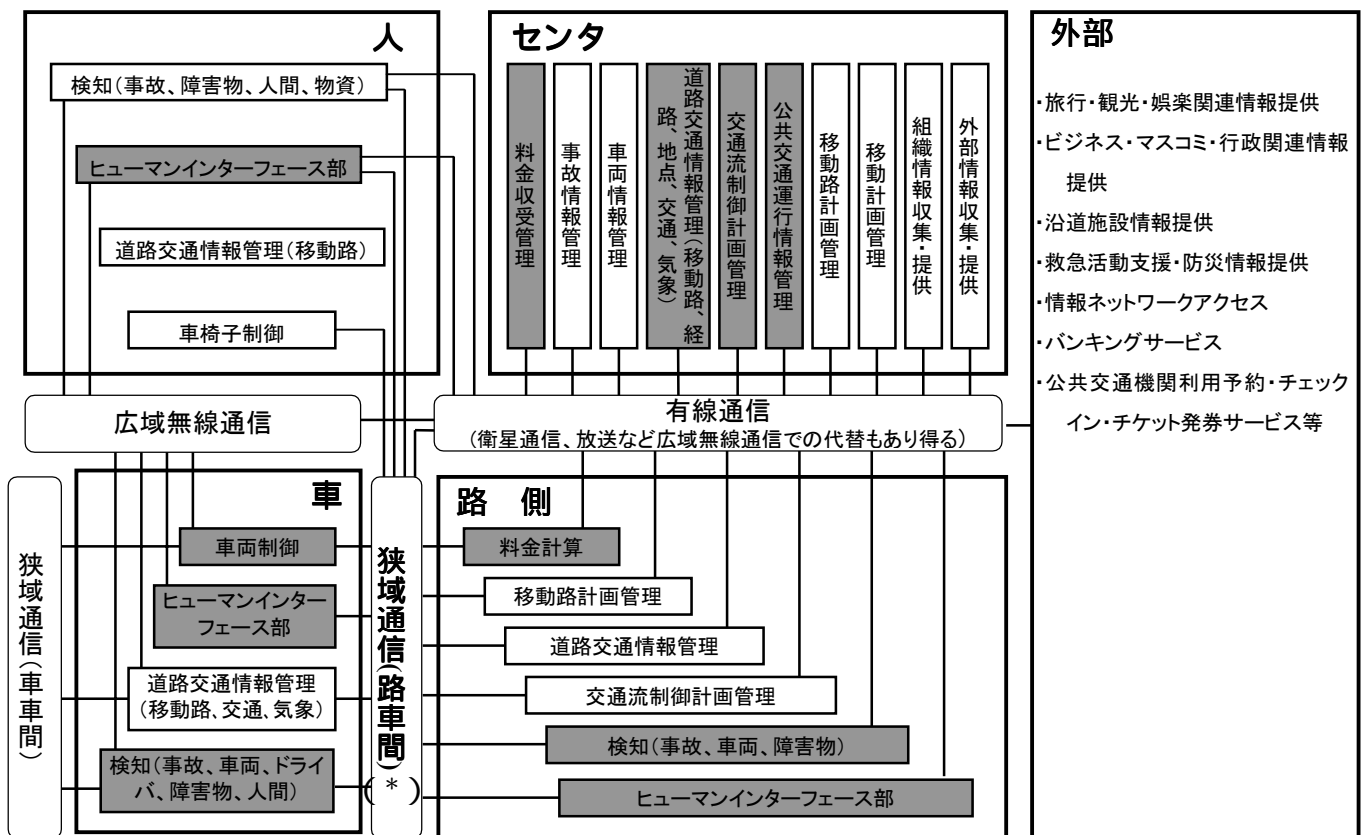 人
検知(事故、障害物、人間、物資)
ヒューマンインターフェース部
道路交通情報管理(移動路)
車椅子制御
センタ
料金収受管理
事故情報管理
車両情報管理
道路交通情報管理(移動路、経
路、地点、交通、気象)
交通流制御計画管理
公共交通運行情報管理
移動路計画管理
移動計画管理
組織情報収集・提供
外部情報収集・提供
外部
・旅行・観光・娯楽関連情報提供
・ビジネス・マスコミ・行政関連情報
提供
・沿道施設情報提供
・救急活動支援・防災情報提供
・情報ネットワークアクセス
・バンキングサービス
・公共交通機関利用予約・チェック
イン・チケット発券サービス等
広域無線通信
有線通信
(衛星通信、放送など広域無線通信での代替もあり得る)
狭域通信(車車間)
車
車両制御
ヒューマンインター
フェース部
道路交通情報管理
(移動路、交通、気象)
検知(事故、車両、ドライ
バ、障害物、人間)
狭域通信(路車間)
(*)
路 側
料金計算
移動路計画管理
道路交通情報管理
交通流制御計画管理
検知(事故、車両、障害物)
ヒューマンインターフェース部